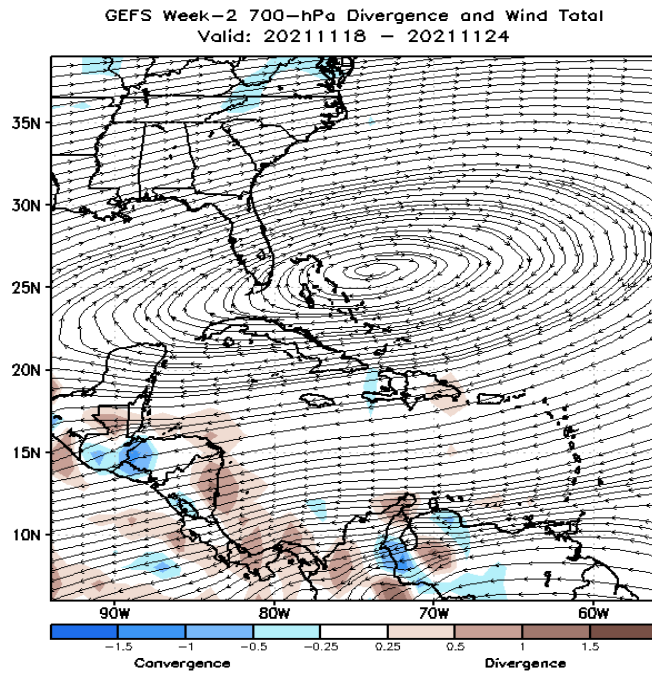 GEFS Week-2 700-hPa Divergence and Wind Total
Valid: 20211118 - 20211124
35N
30N
25N
20N
15N
10N
90W 80W 70W 60W
-1.5 -1 -0.5 -0.25 0.25 0.5 1 1.5
Convergence Divergence